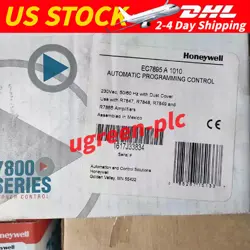 US STOCK
DHL
2-4 Day Shipping
Honeywell
EC7895 A 1010
AUTOMATIC PROGRAMMING CONTROL
230Vac, 50/60 Hz with Dust Cover
Use with R7847, R7848, R7849 and
R7886 Amplifiers
Assembled in Mexico
ugreen-plc
1617J33834
Serial #
7800
SERIES
Automation and Control Solutions
Honeywell
Golden Valley, MN 55422